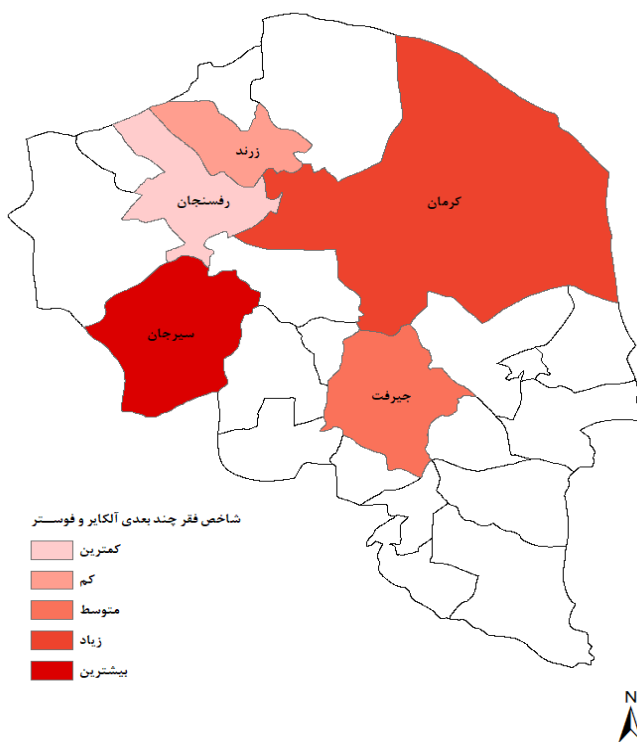 زرند
رفسنجان
کرمان
سیرجان
جیرفت
شاخص فقر چند بعدی آلکایر و فوستر
کمترین
کم
متوسط
زیاد
بیشترین
N